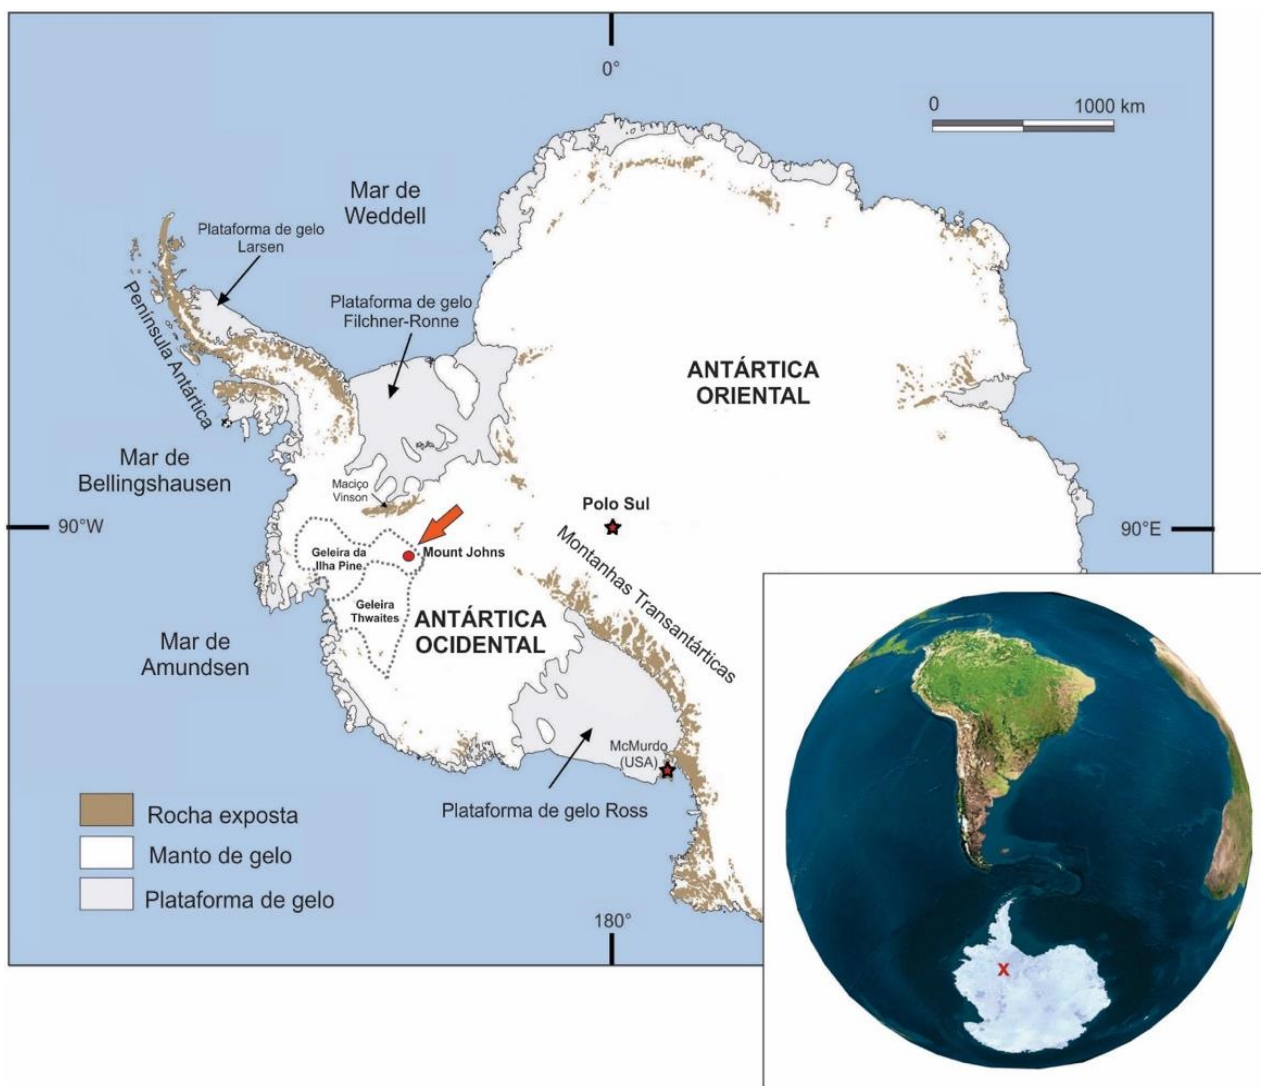 0°
0 1000 km
Mar de
Weddell
Plataforma de gelo
Larsen
Plataforma de gelo
Filchner-Ronne
Península Antártica
ANTÁRTICA
ORIENTAL
Mar de
Bellingshausen
Maciço
Vinson
Polo Sul
90°W
90°E
Mount Johns
Geleira da
Ilha Pine
Montanhas Transantárticas
Geleira
Thwaites
ANTÁRTICA
OCIDENTAL
Mar de
Amundsen
McMurdo
(USA)
Plataforma de gelo Ross
Rocha exposta
Manto de gelo
Plataforma de gelo
180°
X